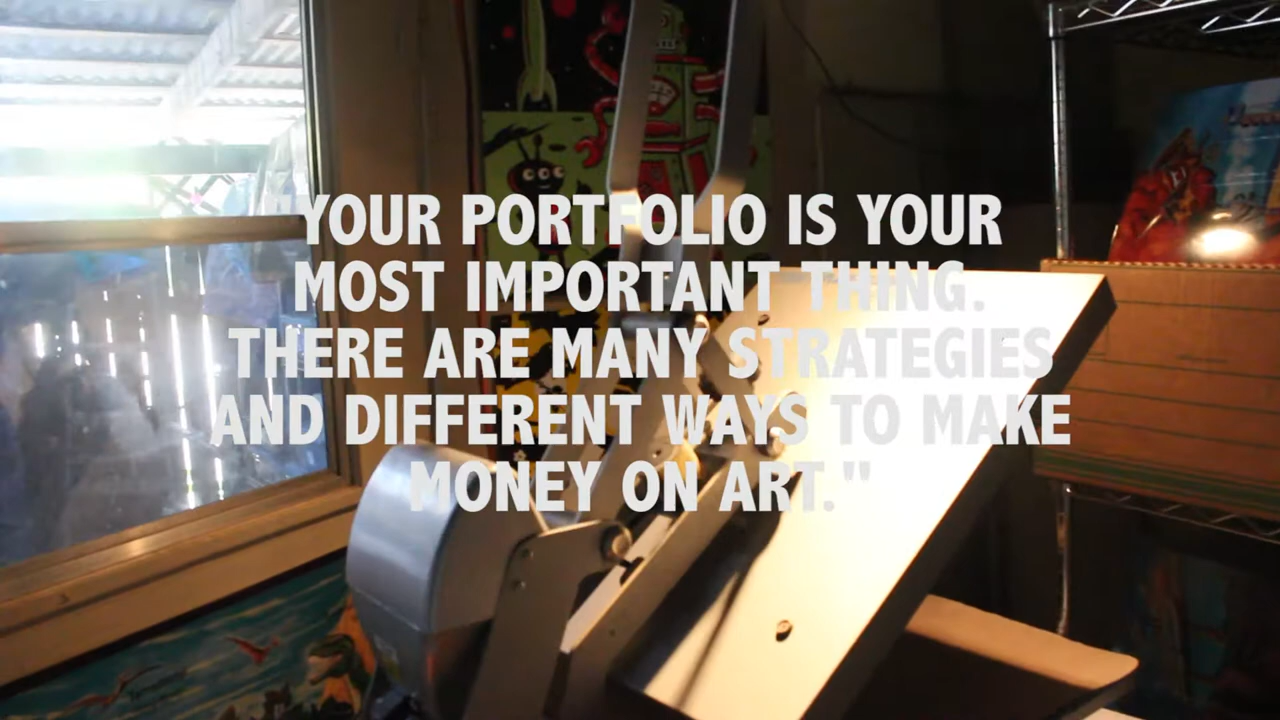 "YOUR PORTFOLIO IS YOUR
MOST IMPORTANT THING.
THERE ARE MANY STRATEGIES
AND DIFFERENT WAYS TO MAKE
MONEY ON ART."